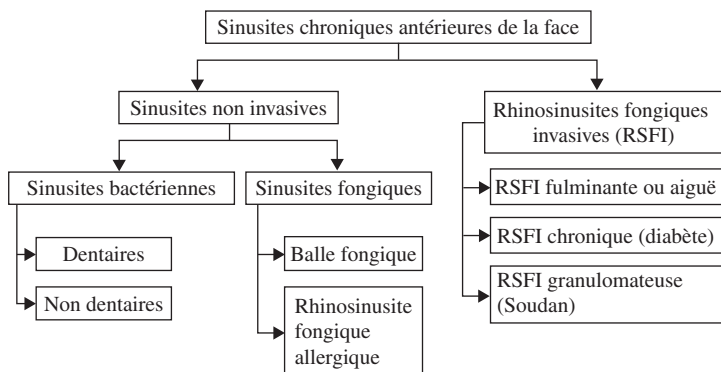 Sinusites chroniques antérieures de la face
Sinusites non invasives
Rhinosinusites fongiques
invasives (RSFI)
Sinusites bactériennes
Sinusites fongiques
RSFI fulminante ou aiguë
Dentaires
Balle fongique
RSFI chronique (diabète)
Non dentaires
Rhinosinusite
fongique
allergique
RSFI granulomateuse
(Soudan)